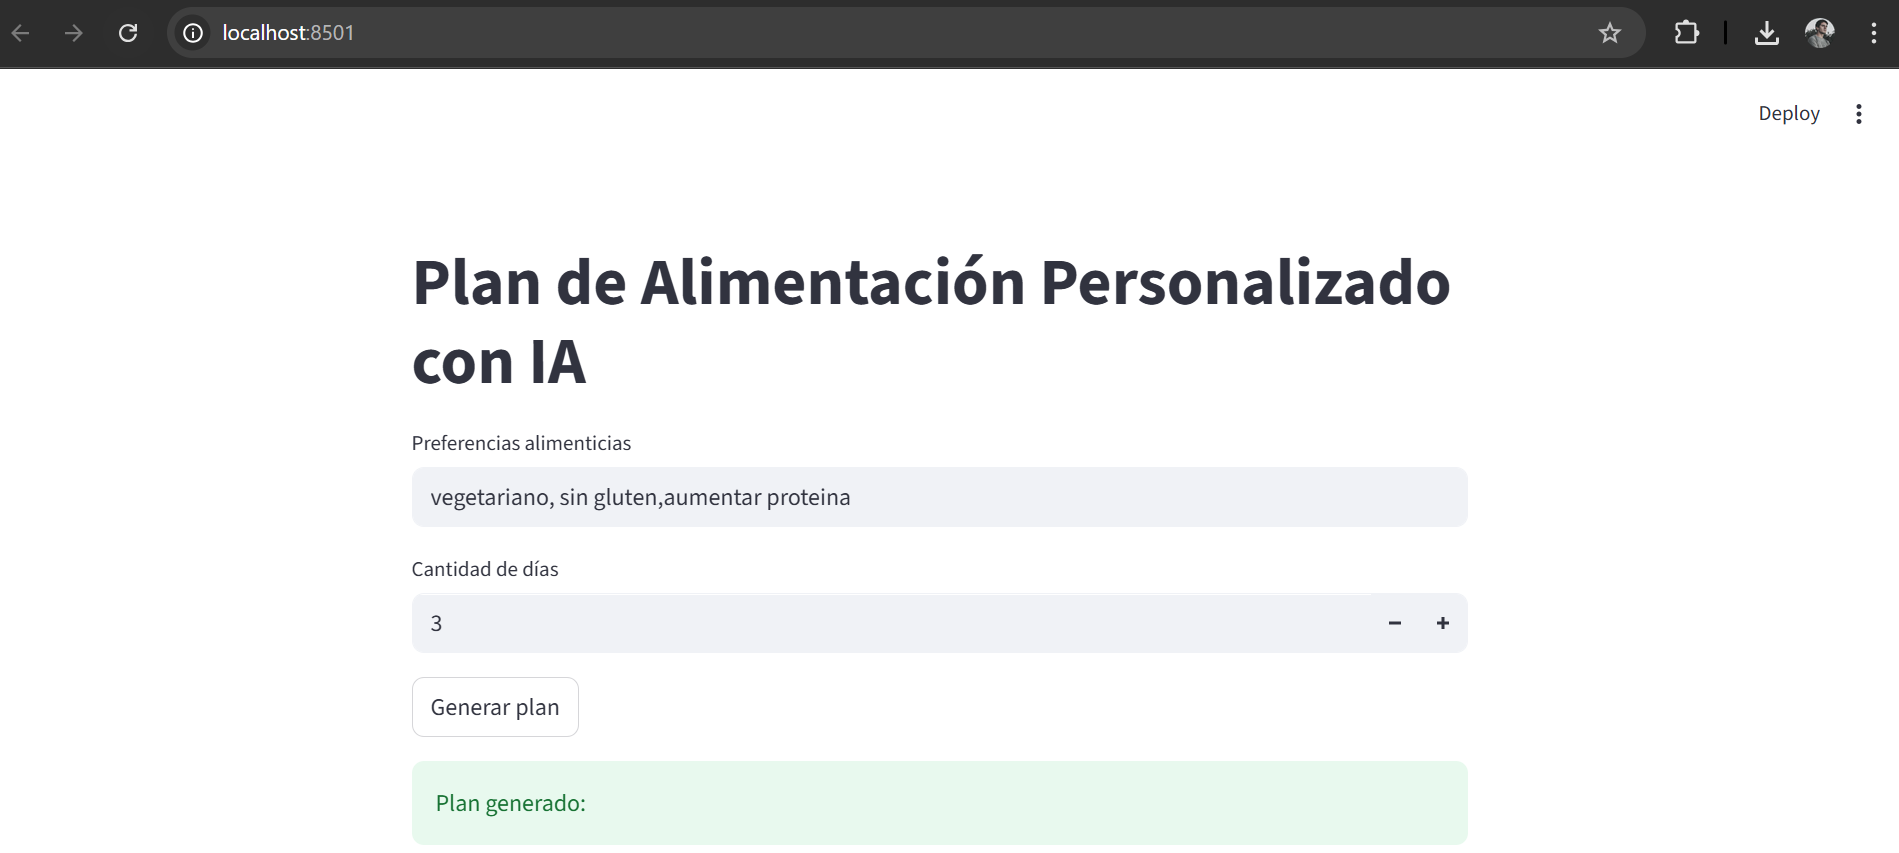 localhost:8501
Deploy
Plan de Alimentación Personalizado
con IA
Preferencias alimenticias
vegetariano, sin gluten,aumentar proteina
Cantidad de días
3
Generar plan
Plan generado: